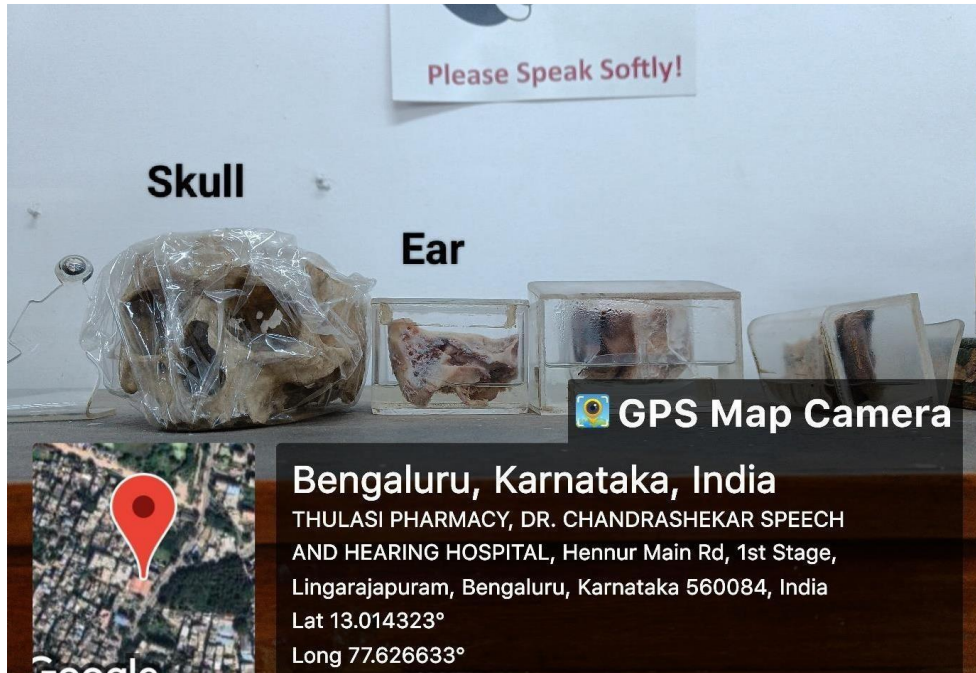 Please Speak Softly!
Skull
Ear
GPS Map Camera
Bengaluru, Karnataka, India
THULASI PHARMACY, DR. CHANDRASHEKAR SPEECH
AND HEARING HOSPITAL, Hennur Main Rd, 1st Stage,
Lingarajapuram, Bengaluru, Karnataka 560084, India
Lat 13.014323°
Long 77.626633°
Google